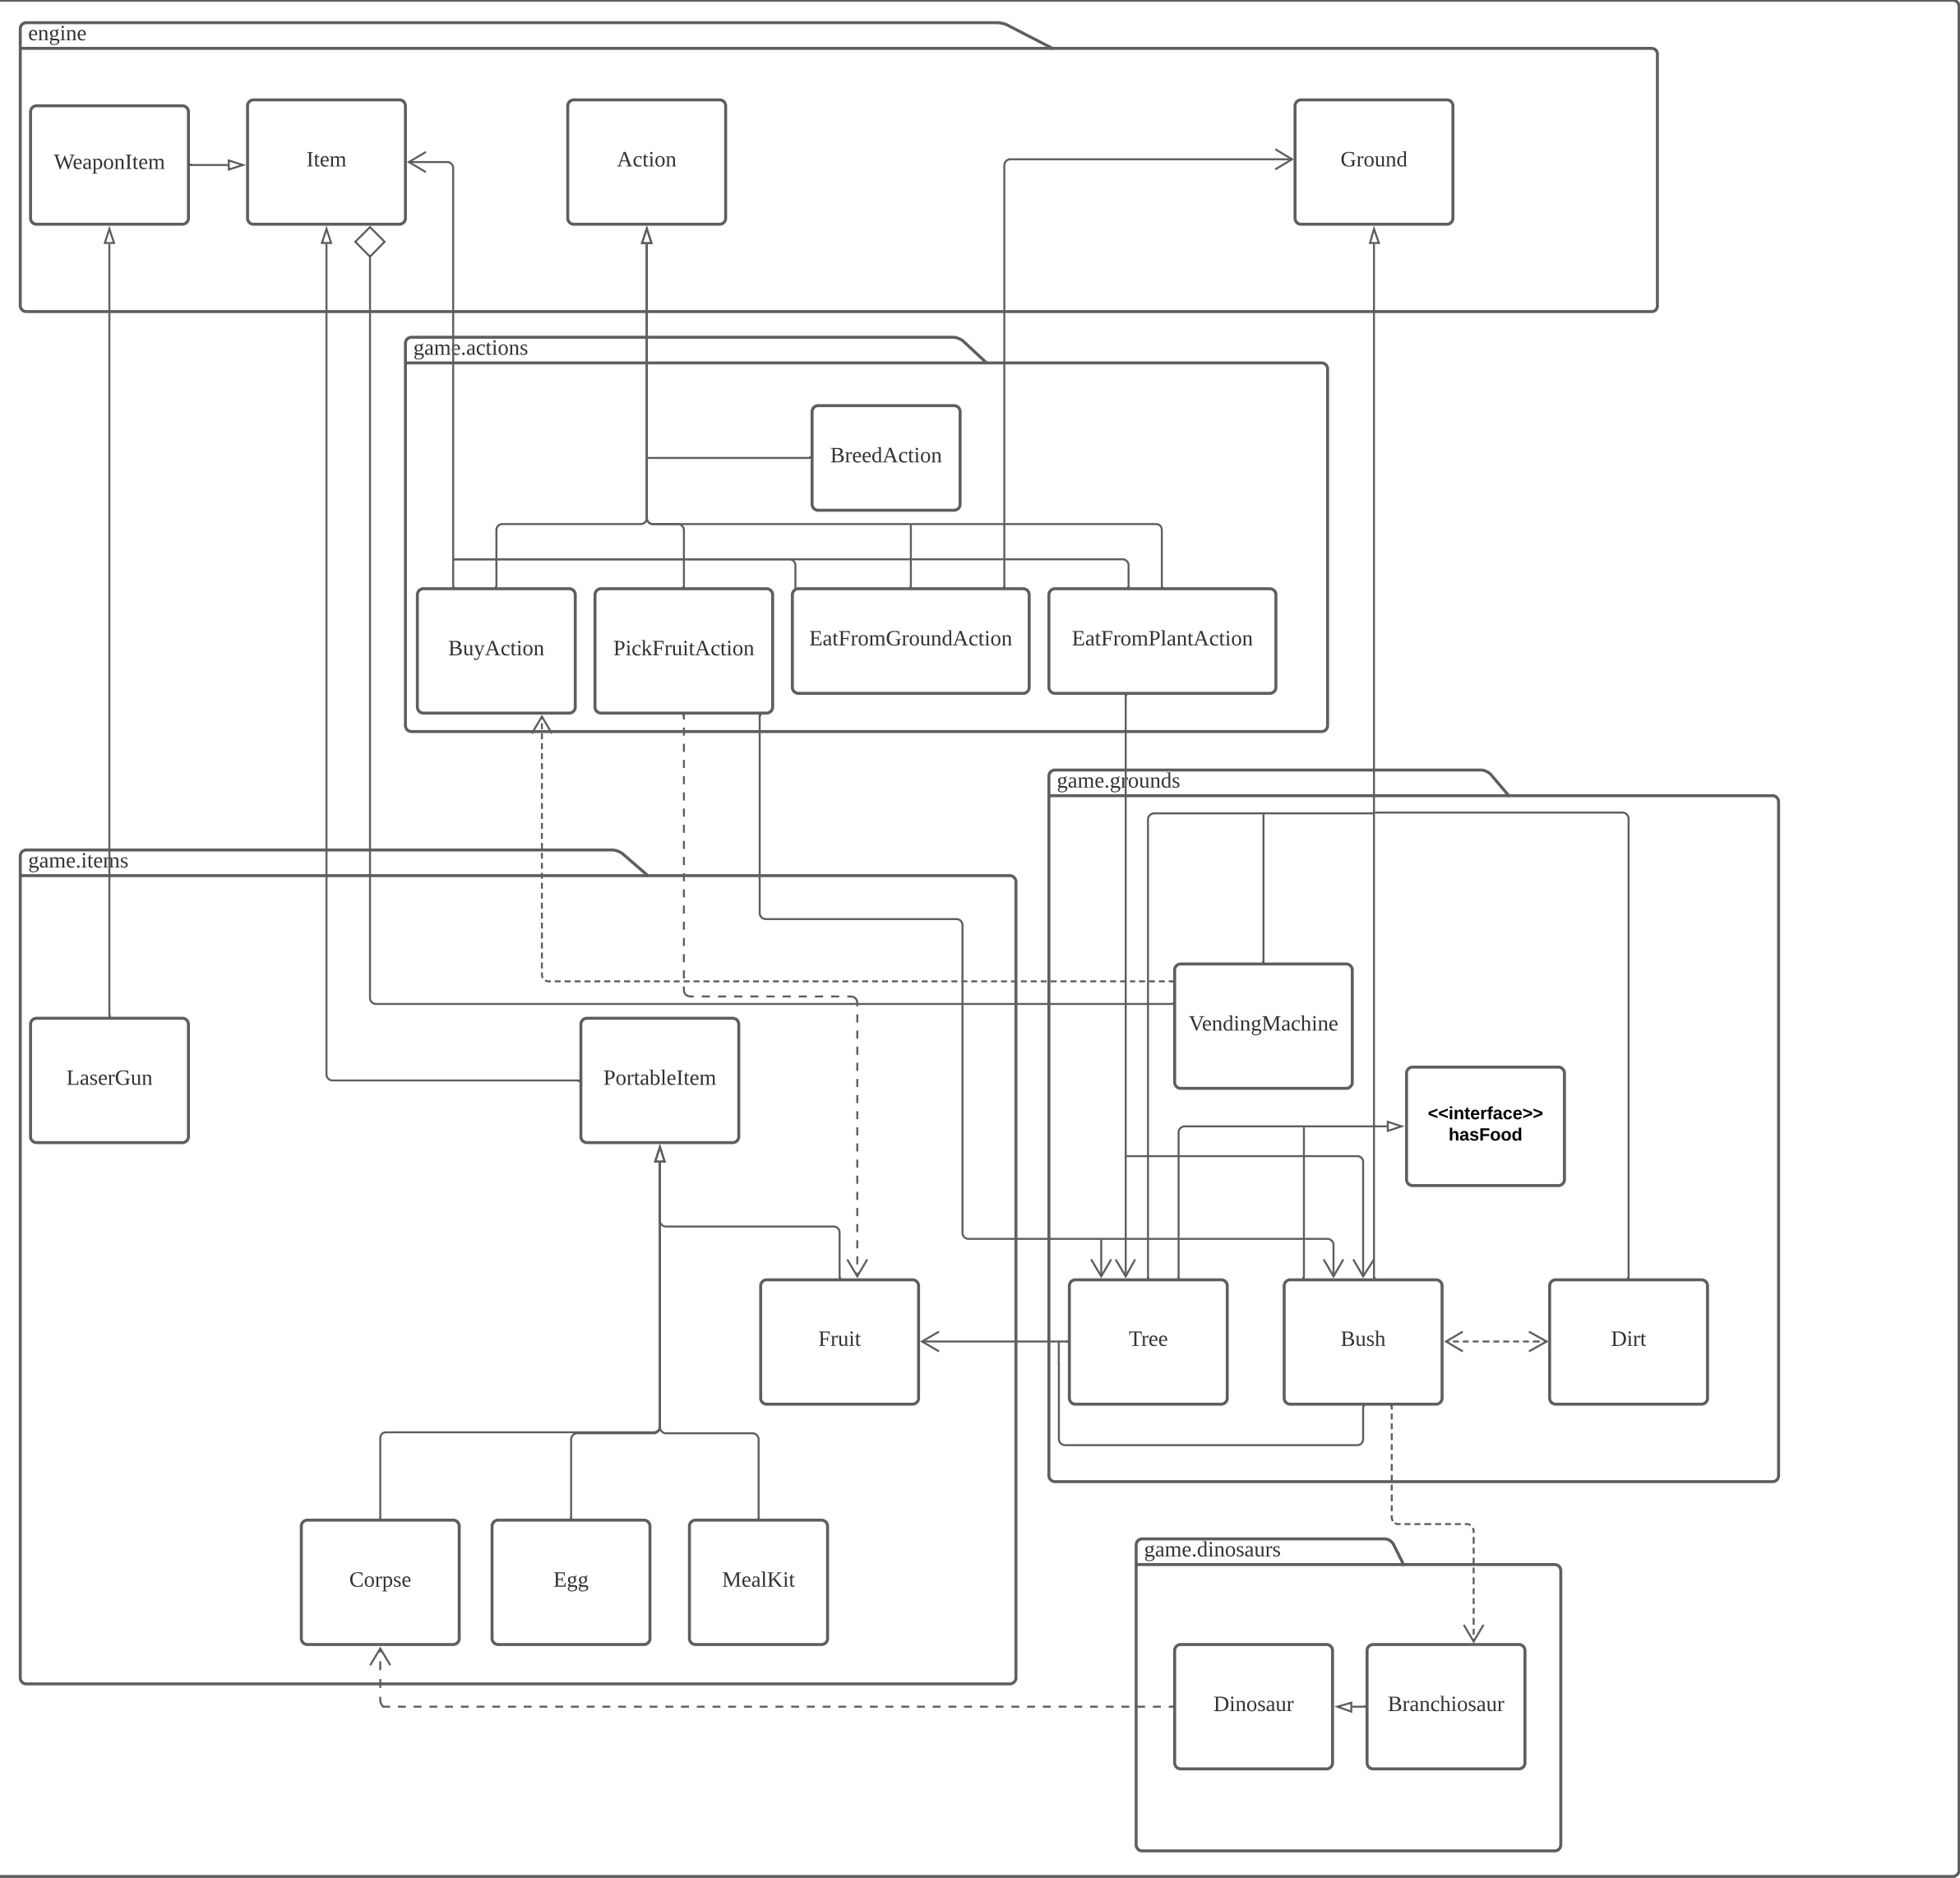 engine
WeaponItem
Item
Action
Ground
game.actions
BreedAction
BuyAction
PickFruitAction
EatFromGroundAction
EatFromPlantAction
game.grounds
game.items
VendingMachine
LaserGun
PortableItem
<<interface>>
hasFood
Fruit
Tree
Bush
Dirt
game.dinosaurs
Corpse
Egg
MealKit
Dinosaur
Branchiosaur